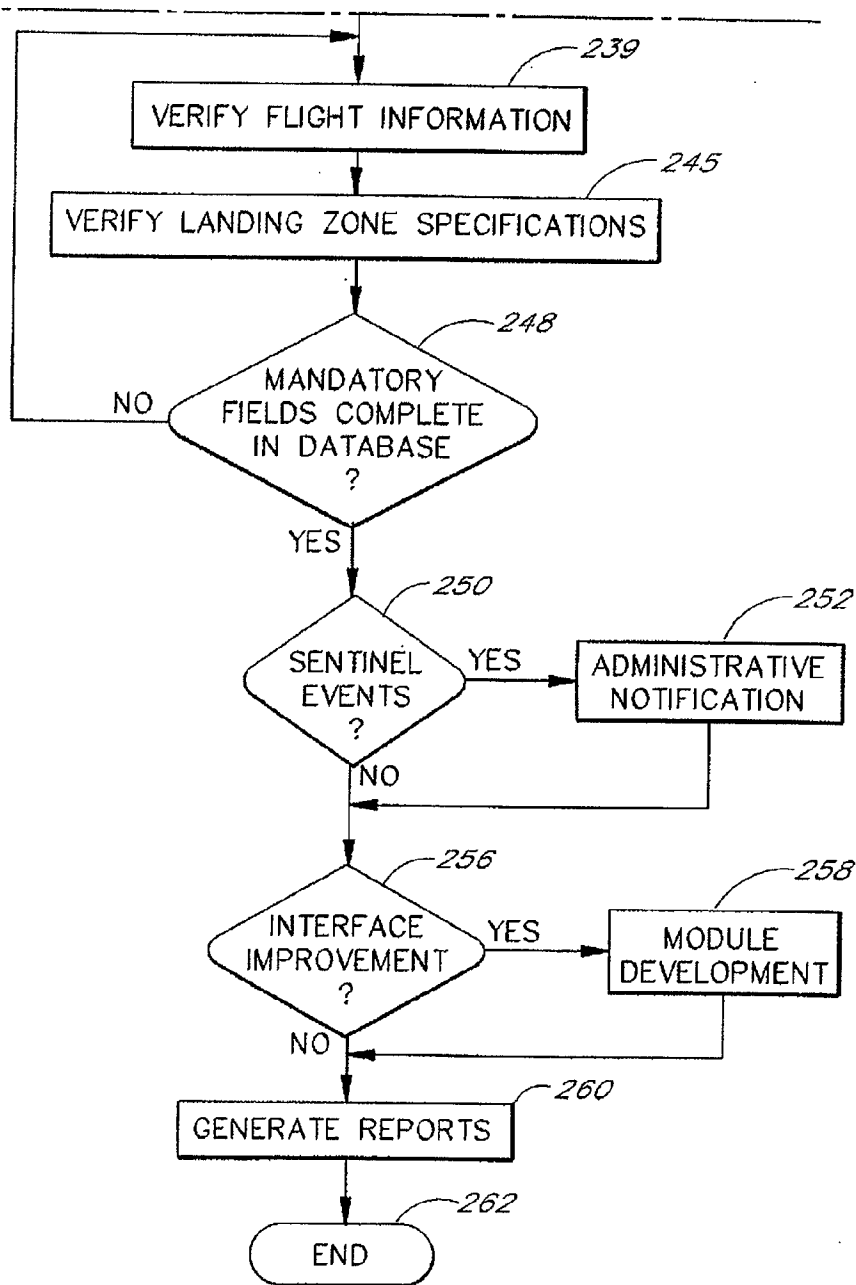 239
VERIFY FLIGHT INFORMATION
245
VERIFY LANDING ZONE SPECIFICATIONS
248
MANDATORY
FIELDS COMPLETE
IN DATABASE
?
NO
YES
250
SENTINEL
EVENTS
?
YES
252
ADMINISTRATIVE
NOTIFICATION
NO
256
INTERFACE
IMPROVEMENT
?
YES
258
MODULE
DEVELOPMENT
NO
260
GENERATE REPORTS
262
END